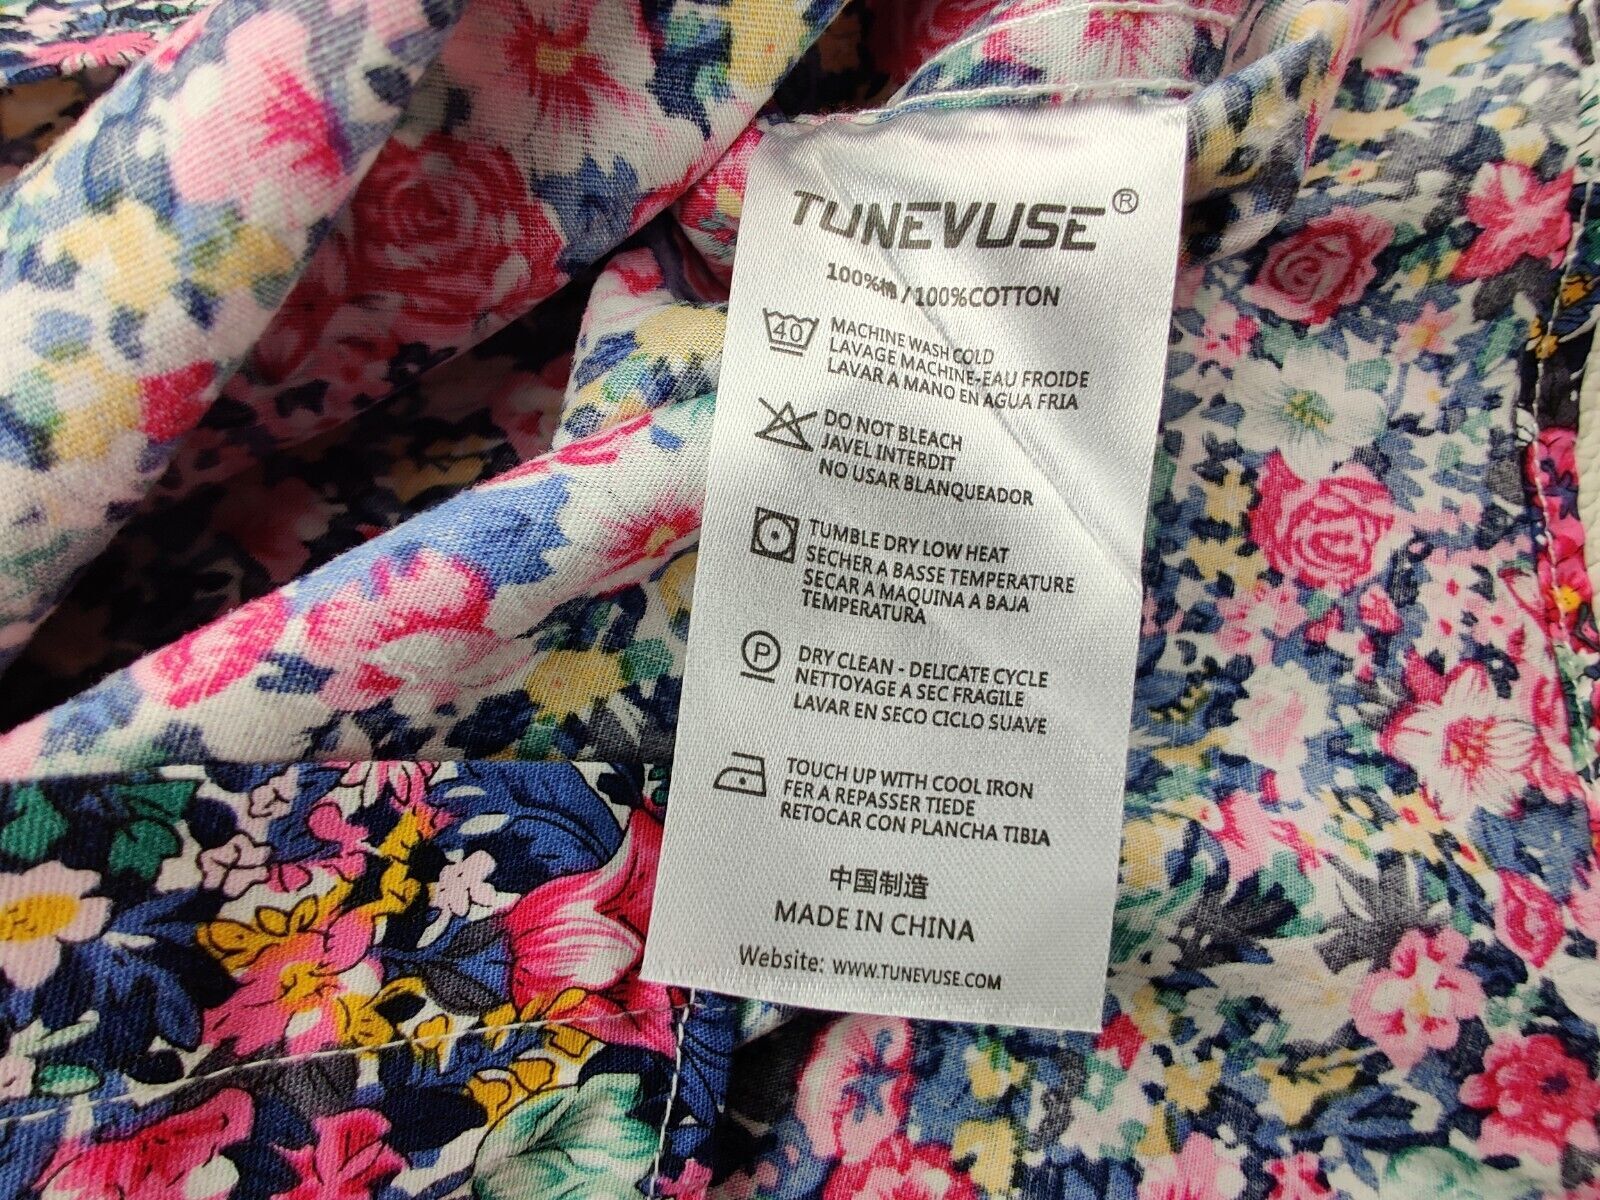 TUNEVUSE®
100%棉 / 100%COTTON
40
MACHINE WASH COLD
LAVAGE MACHINE-EAU FROIDE
LAVAR A MANO EN AGUA FRIA
DO NOT BLEACH
JAVEL INTERDIT
NO USAR BLANQUEADOR
TUMBLE DRY LOW HEAT
SECHER A BASSE TEMPERATURE
SECAR A MAQUINA A BAJA
TEMPERATURA
P
DRY CLEAN - DELICATE CYCLE
NETTOYAGE A SEC FRAGILE
LAVAR EN SECO CICLO SUAVE
TOUCH UP WITH COOL IRON
FER A REPASSER TIEDE
RETOCAR CON PLANCHA TIBIA
中国制造
MADE IN CHINA
Website: WWW.TUNEVUSE.COM